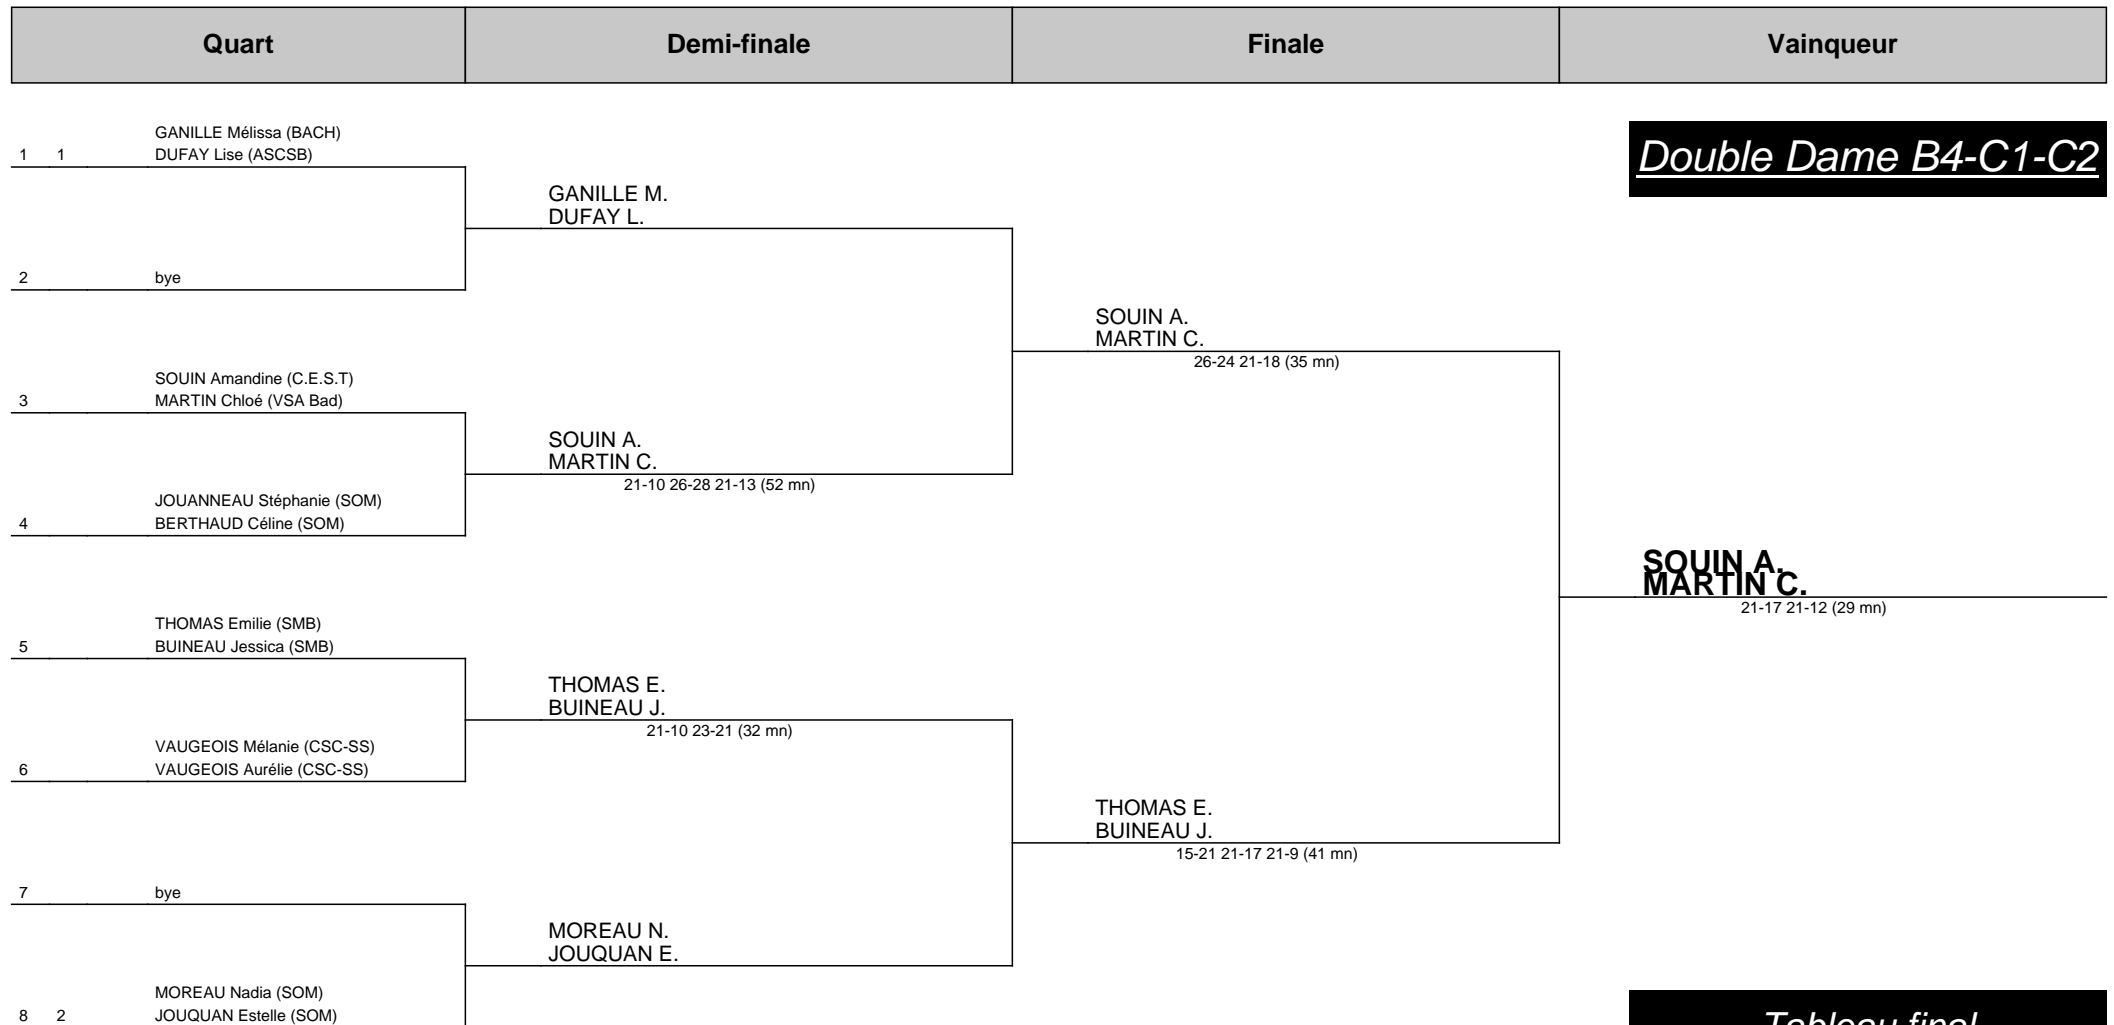 Quart
Demi-finale
Finale
Vainqueur
Double Dame B4-C1-C2
GANILLE Mélissa (BACH)
1 1 DUFAY Lise (ASCSB)
GANILLE M.
DUFAY L.
2 bye
SOUIN A.
MARTIN C.
26-24 21-18 (35 mn)
SOUIN Amandine (C.E.S.T)
3 MARTIN Chloé (VSA Bad)
SOUIN A.
MARTIN C.
21-10 26-28 21-13 (52 mn)
JOUANNEAU Stéphanie (SOM)
4 BERTHAUD Céline (SOM)
SOUIN A.
MARTIN C.
21-17 21-12 (29 mn)
THOMAS Emilie (SMB)
5 BUINEAU Jessica (SMB)
THOMAS E.
BUINEAU J.
21-10 23-21 (32 mn)
VAUGEOIS Mélanie (CSC-SS)
6 VAUGEOIS Aurélie (CSC-SS)
THOMAS E.
BUINEAU J.
15-21 21-17 21-9 (41 mn)
7 bye
MOREAU N.
JOUQUAN E.
MOREAU Nadia (SOM)
8 2 JOUQUAN Estelle (SOM)
Tableau final